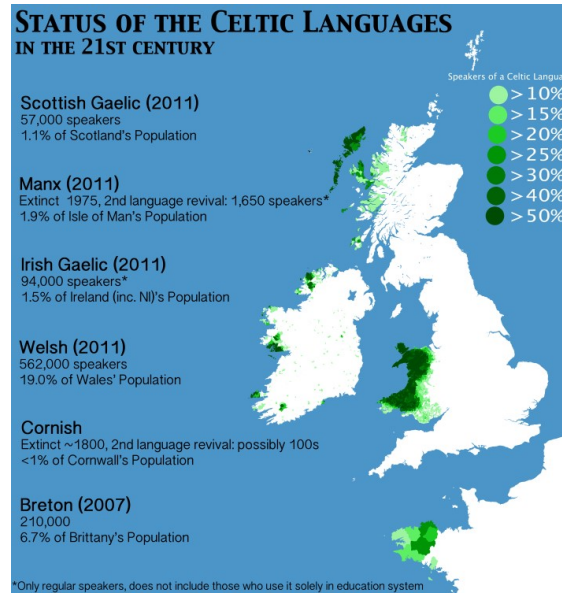 STATUS OF THE CELTIC LANGUAGES
IN THE 21ST CENTURY
Speakers of a Celtic Langua
>10%
>15%
>20%
>25%
>30%
>40%
>50%
Scottish Gaelic (2011)
57,000 speakers
1.1% of Scotland's Population
Manx (2011)
Extinct 1975, 2nd language revival: 1,650 speakers*
1.9% of Isle of Man's Population
Irish Gaelic (2011)
94,000 speakers*
1.5% of Ireland (inc. NI)'s Population
Welsh (2011)
562,000 speakers
19.0% of Wales' Population
Cornish
Extinct ~1800, 2nd language revival: possibly 100s
<1% of Cornwall's Population
Breton (2007)
210,000
6.7% of Brittany's Population
*Only regular speakers, does not include those who use it solely in education system